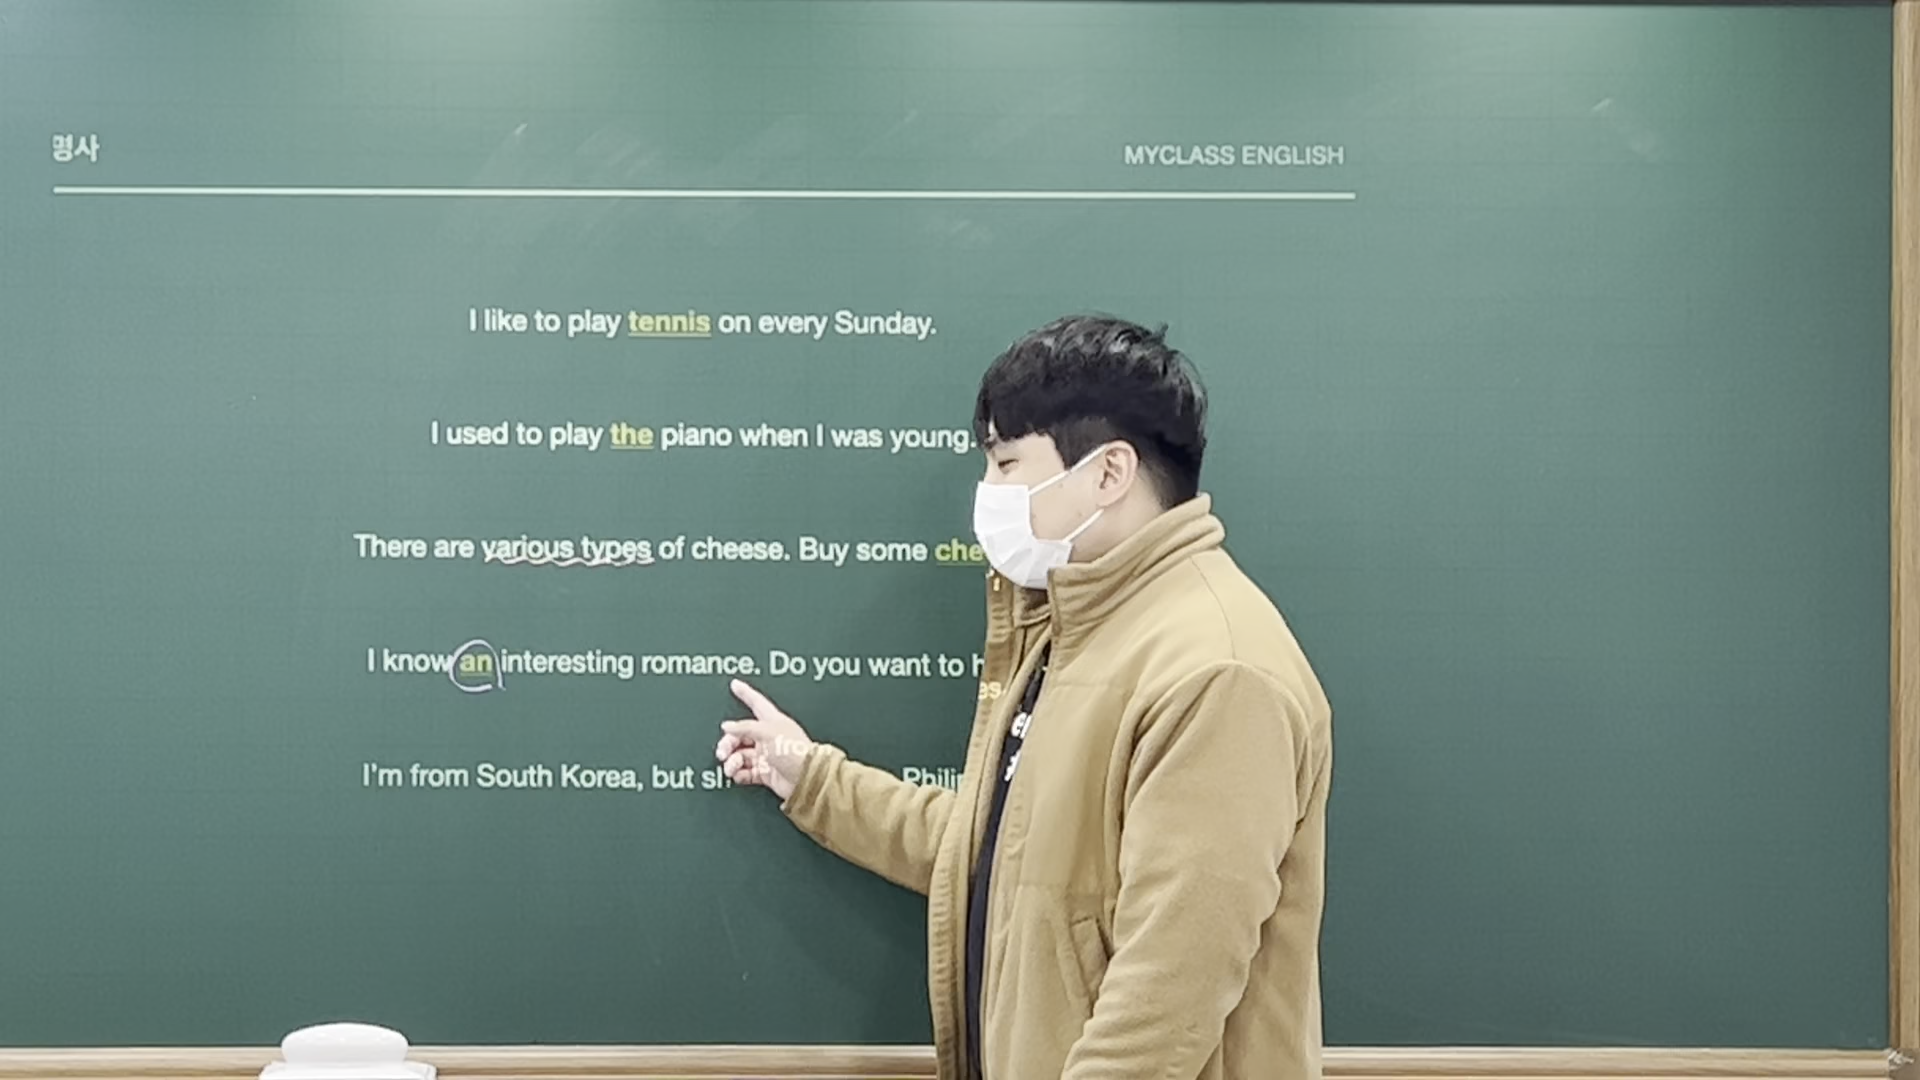 명사
MYCLASS ENGLISH
I like to play tennis on every Sunday.
I used to play the piano when I was young.
There are various types of cheese. Buy some
I know an interesting romance. Do you want to
I'm from South Korea, but from